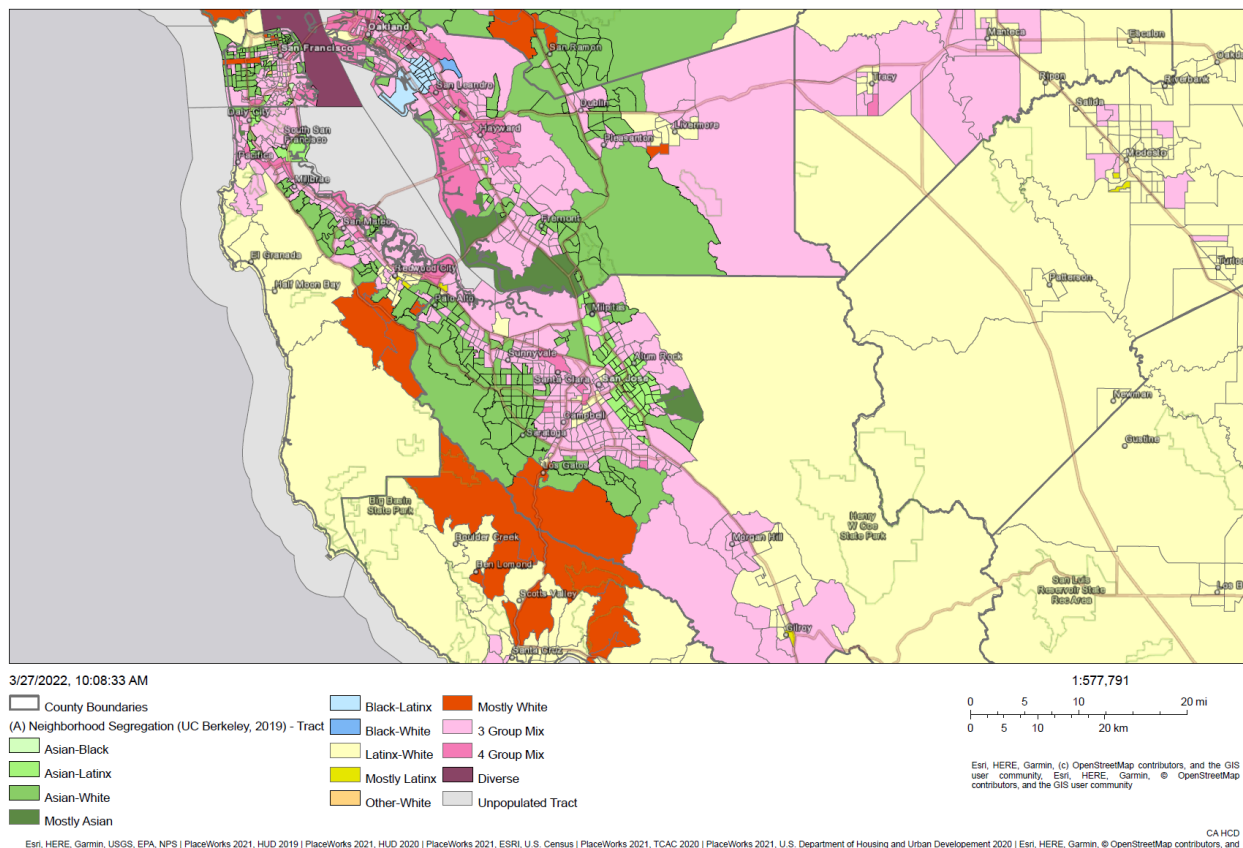 Oakland
San Francisco
San Ramon
Manteca
Escalon
Oakd
Ripon
Riverbank
Tracy
San Leandro
Dublin
Salida
Daly City
South San
Francisco
Hayward
Pleasanton
Livermore
Modesto
Pacifica
Millbrae
San Mateo
Fremont
El Granada
Redwood City
Turlock
Half Moon Bay
Palo Alto
Patterson
Milpitas
Sunnyvale
Alum Rock
Santa Clara
San Jose
Newman
Campbell
Saratoga
Gustine
Los Gatos
Big Basin
State Park
Henry
W Coe
State Park
Boulder Creek
Morgan Hill
Ben Lomond
San Luis
Reservoir State
Rec Area
Los B
Scotts Valley
Gilroy
Santa Cruz
3/27/2022, 10:08:33 AM
1:577,791
County Boundaries
(A) Neighborhood Segregation (UC Berkeley, 2019) - Tract
Asian-Black
Asian-Latinx
Asian-White
Mostly Asian
Black-Latinx
Black-White
Latinx-White
Mostly Latinx
Other-White
Mostly White
3 Group Mix
4 Group Mix
Diverse
Unpopulated Tract
0 5 10 20 mi
0 5 10 20 km
Esri, HERE, Garmin, (c) OpenStreetMap contributors, and the GIS
user community, Esri, HERE, Garmin, © OpenStreetMap
contributors, and the GIS user community
CA HCD
Esri, HERE, Garmin, USGS, EPA, NPS | PlaceWorks 2021, HUD 2019 | PlaceWorks 2021, HUD 2020 | PlaceWorks 2021, ESRI, U.S. Census | PlaceWorks 2021, TCAC 2020 | PlaceWorks 2021, U.S. Department of Housing and Urban Developement 2020 | Esri, HERE, Garmin, © OpenStreetMap contributors, and